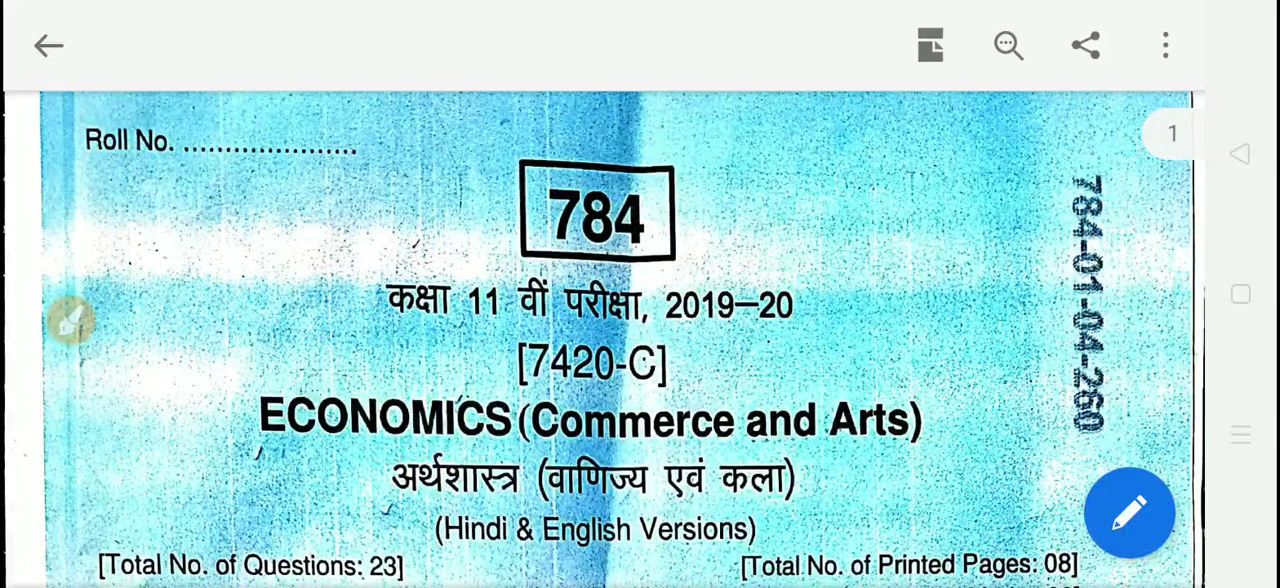 1
Roll No. .....................
784
कक्षा 11 वीं परीक्षा, 2019–20
[7420-C]
ECONOMICS (Commerce and Arts)
अर्थशास्त्र (वाणिज्य एवं कला)
(Hindi & English Versions)
[Total No. of Questions: 23]
[Total No. of Printed Pages: 08]
784-01-04-260